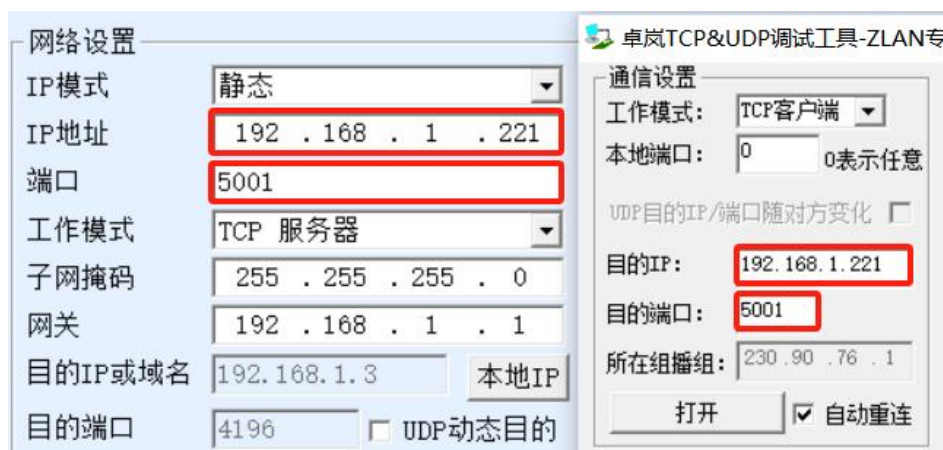 网络设置
IP模式 静态
IP地址 192 . 168 . 1 . 221
端口 5001
工作模式 TCP 服务器
子网掩码 255 . 255 . 255 . 0
网关 192 . 168 . 1 . 1
目的IP或域名 192.168.1.3 本地IP
目的端口 4196 UDP动态目的
卓岚TCP&UDP调试工具-ZLAN专
通信设置
工作模式: TCP客户端
本地端口: 0 0表示任意
UDP目的IP/端口随对方变化
目的IP: 192.168.1.221
目的端口: 5001
所在组播组: 230 .90 .76 . 1
打开 自动重连